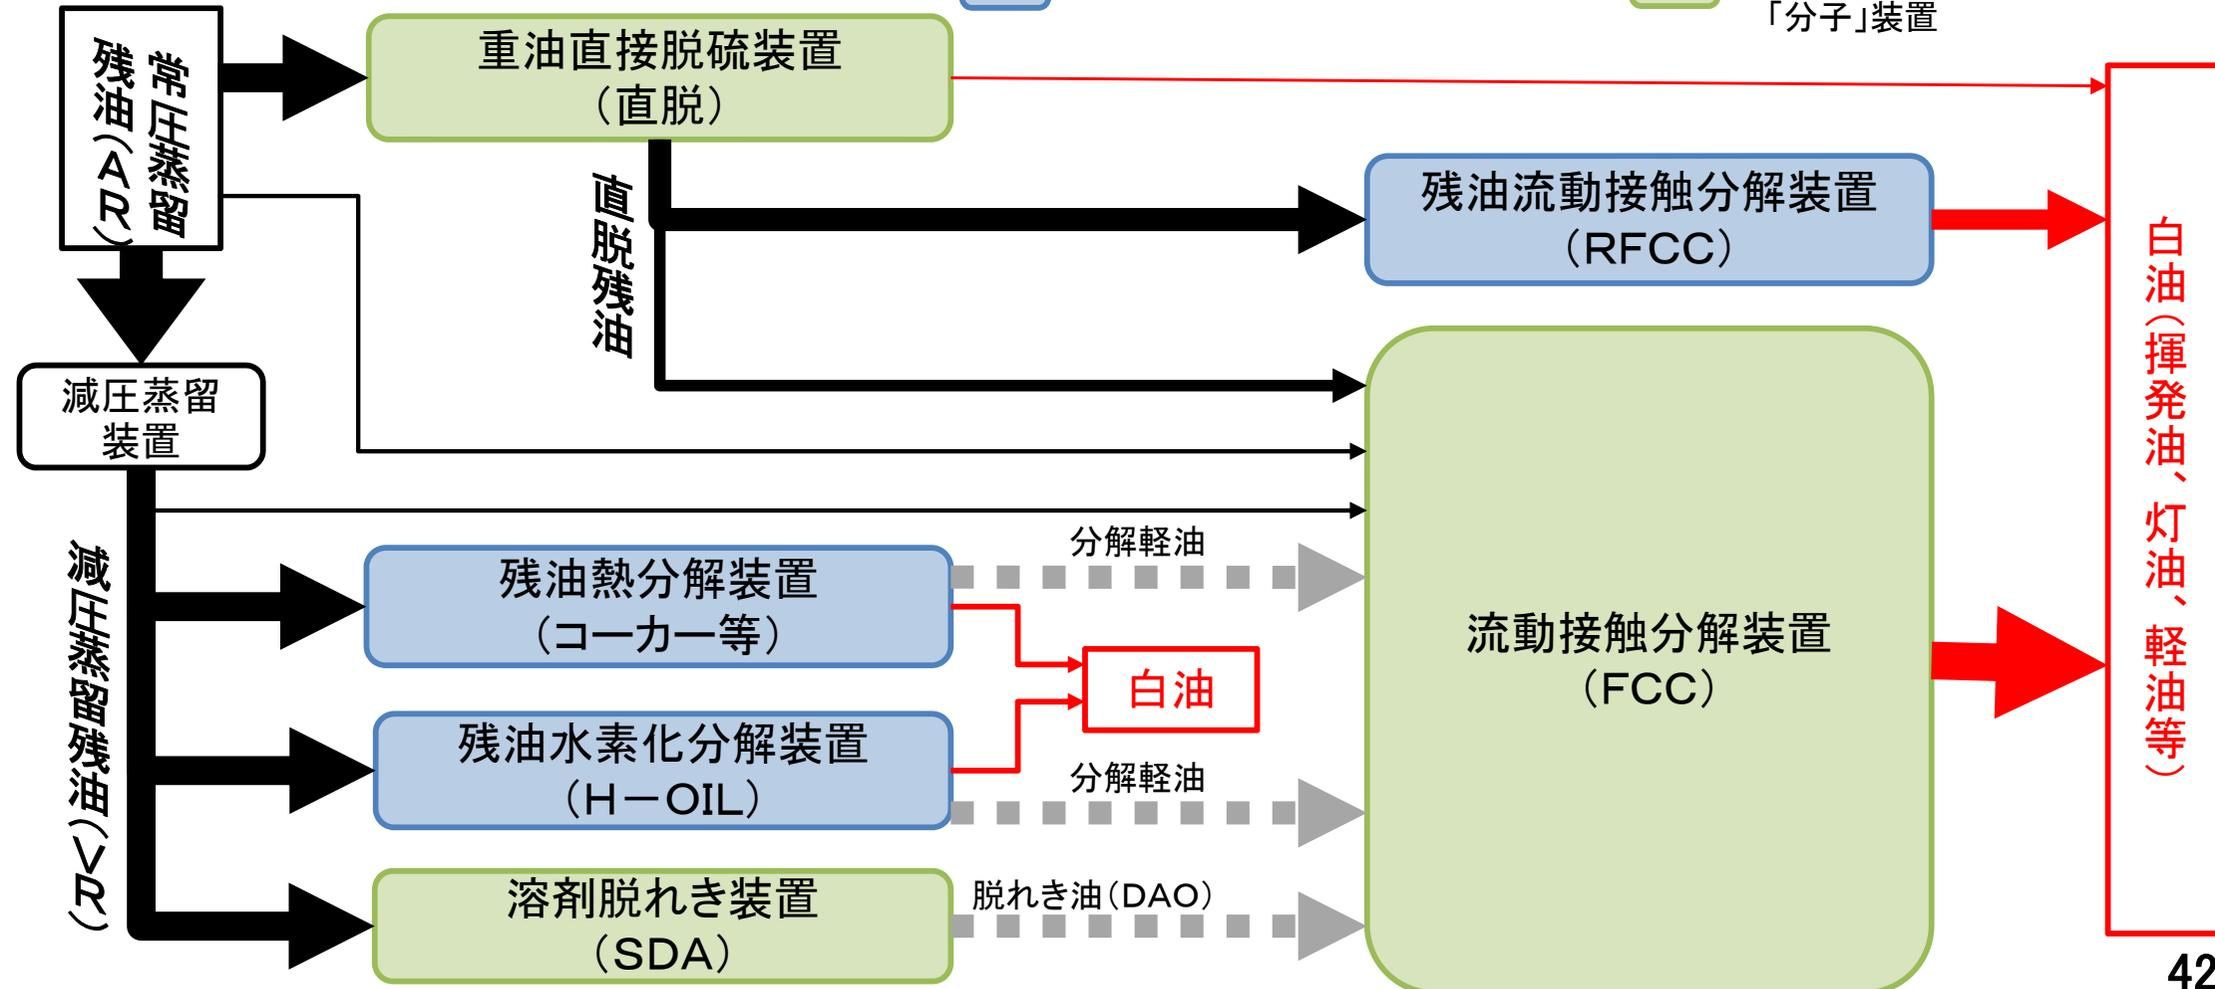 「分子」装置
常圧蒸留
残油（AR）
重油直接脱硫装置
（直脱）
直脱残油
残油流動接触分解装置
（RFCC）
白油（揮発油、灯油、軽油等）
減圧蒸留
装置
減圧蒸留残油（VR）
分解軽油
残油熱分解装置
（コーカー等）
白油
流動接触分解装置
（FCC）
残油水素化分解装置
（H－OIL）
分解軽油
溶剤脱れき装置
（SDA）
脱れき油（DAO）
42